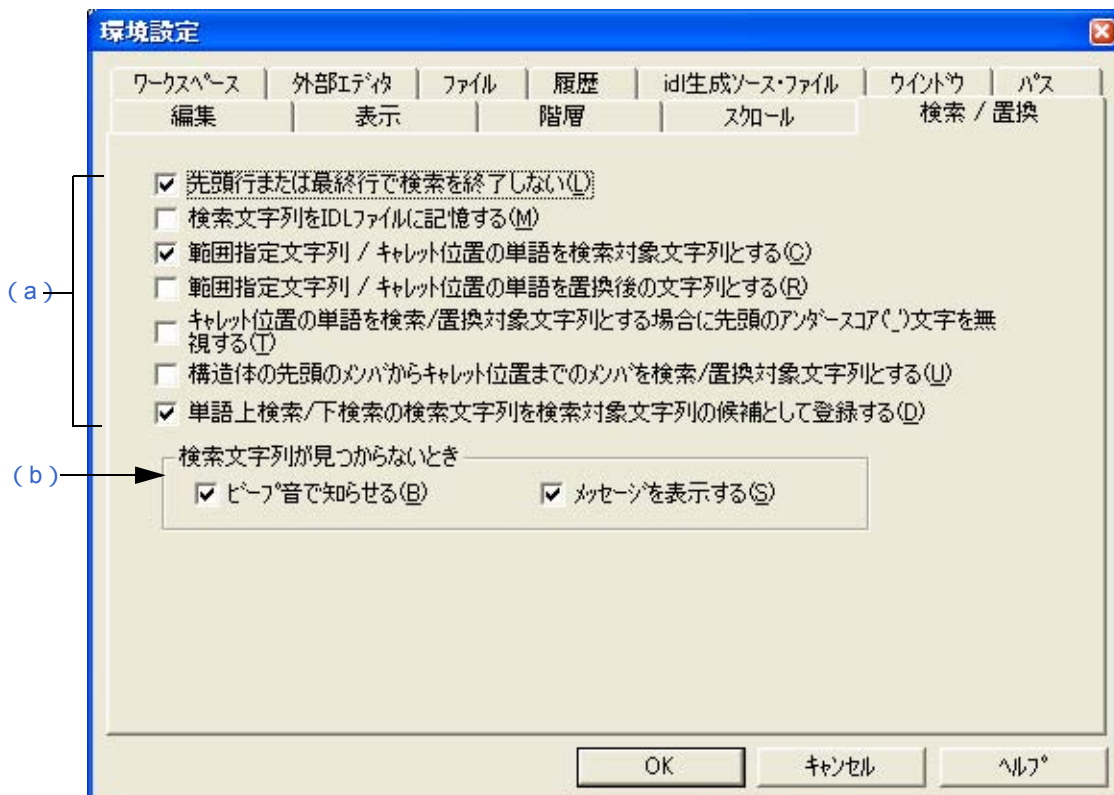 環境設定
ワークスペース 外部エディタ ファイル 履歴 idl生成ソース・ファイル ウインドウ パス
編集 表示 階層 スクロール 検索 / 置換
先頭行または最終行で検索を終了しない(L)
検索文字列をIDLファイルに記憶する(M)
範囲指定文字列 / キャレット位置の単語を検索対象文字列とする(C)
範囲指定文字列 / キャレット位置の単語を置換後の文字列とする(R)
(a)
キャレット位置の単語を検索/置換対象文字列とする場合に先頭のアンダースコア('_')文字を無
視する(T)
構造体の先頭のメンバからキャレット位置までのメンバを検索/置換対象文字列とする(U)
単語上検索/下検索の検索文字列を検索対象文字列の候補として登録する(D)
検索文字列が見つからないとき
(b)
ビープ音で知らせる(B) メッセージを表示する(S)
OK キャンセル ヘルプ